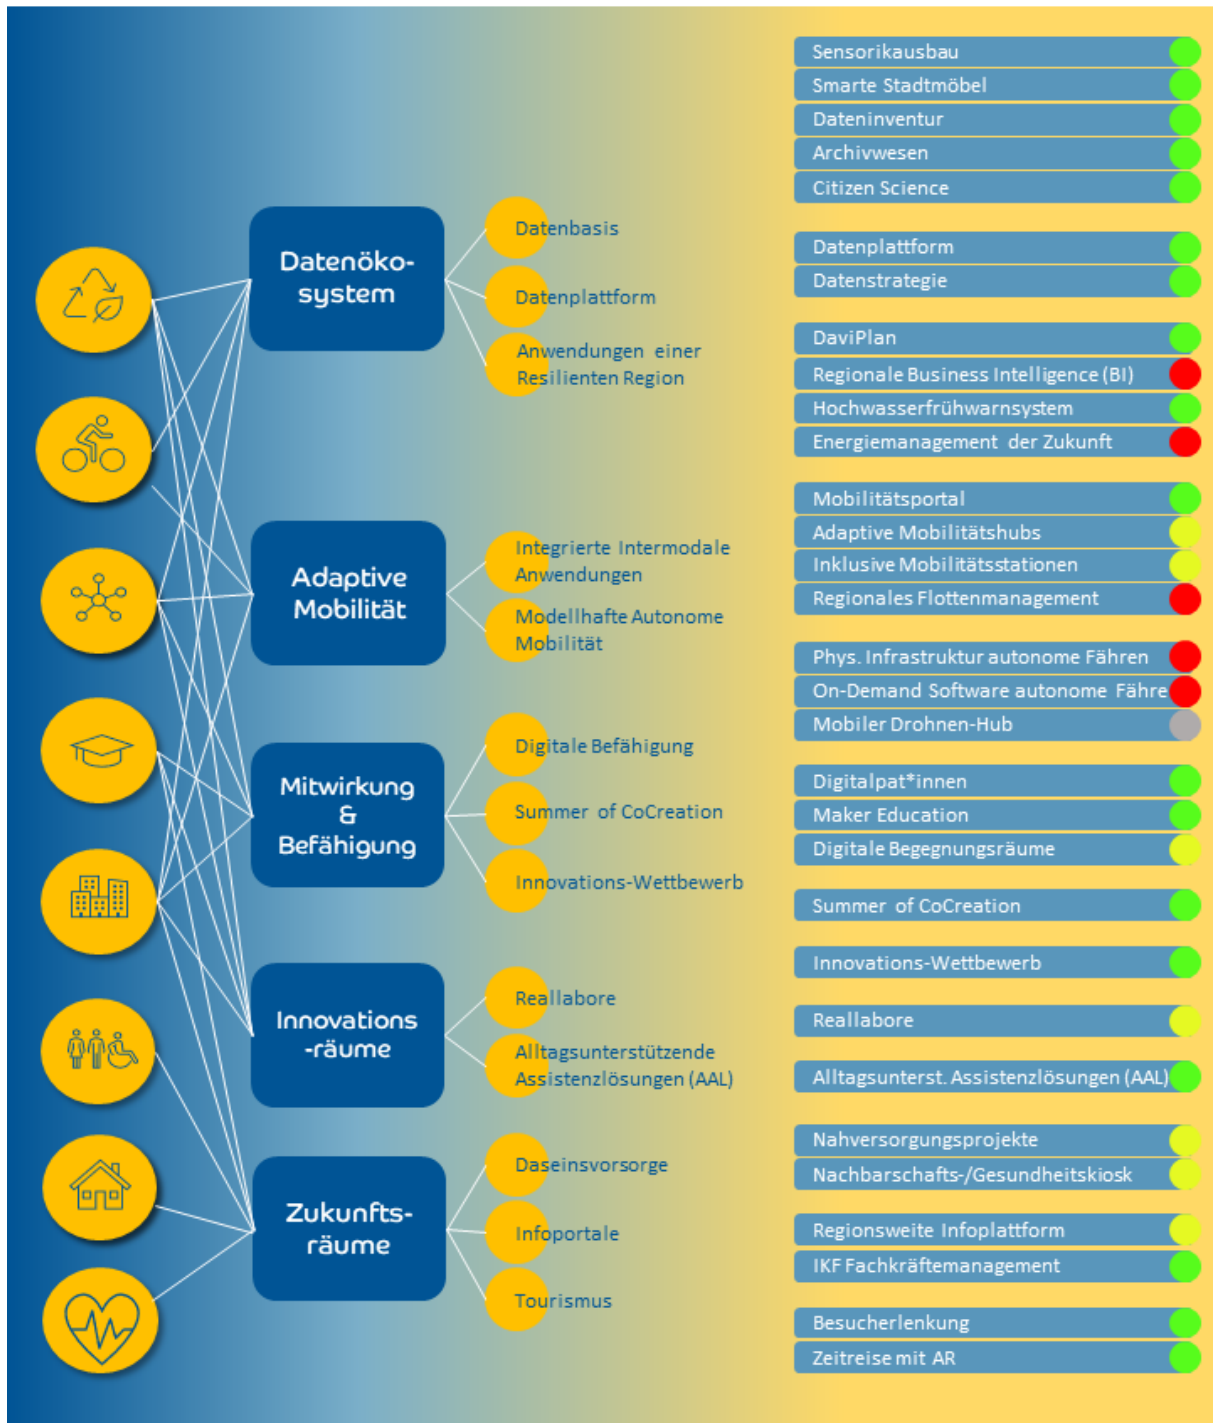 Datenöko-
system
Datenbasis
Datenplattform
Anwendungen einer
Resilienten Region
Sensorikausbau
Smarte Stadtmöbel
Dateninventur
Archivwesen
Citizen Science
Datenplattform
Datenstrategie
DaviPlan
Regionale Business Intelligence (BI)
Hochwasserfrühwarnsystem
Energiemanagement der Zukunft
Adaptive
Mobilität
Integrierte Intermodale
Anwendungen
Modellhafte Autonome
Mobilität
Mobilitätsportal
Adaptive Mobilitätshubs
Inklusive Mobilitätsstationen
Regionales Flottenmanagement
Phys. Infrastruktur autonome Fähren
On-Demand Software autonome Fähre
Mobiler Drohnen-Hub
Mitwirkung
&
Befähigung
Digitale Befähigung
Summer of CoCreation
Innovations-Wettbewerb
Digitalpat*innen
Maker Education
Digitale Begegnungsräume
Summer of CoCreation
Innovations-Wettbewerb
Innovations
-räume
Reallabore
Alltagsunterstützende
Assistenzlösungen (AAL)
Reallabore
Alltagsunterst. Assistenzlösungen (AAL)
Zukunfts-
räume
Daseinsvorsorge
Infoportale
Tourismus
Nahversorgungsprojekte
Nachbarschafts-/Gesundheitskiosk
Regionsweite Infoplattform
IKF Fachkräftemanagement
Besucherlenkung
Zeitreise mit AR